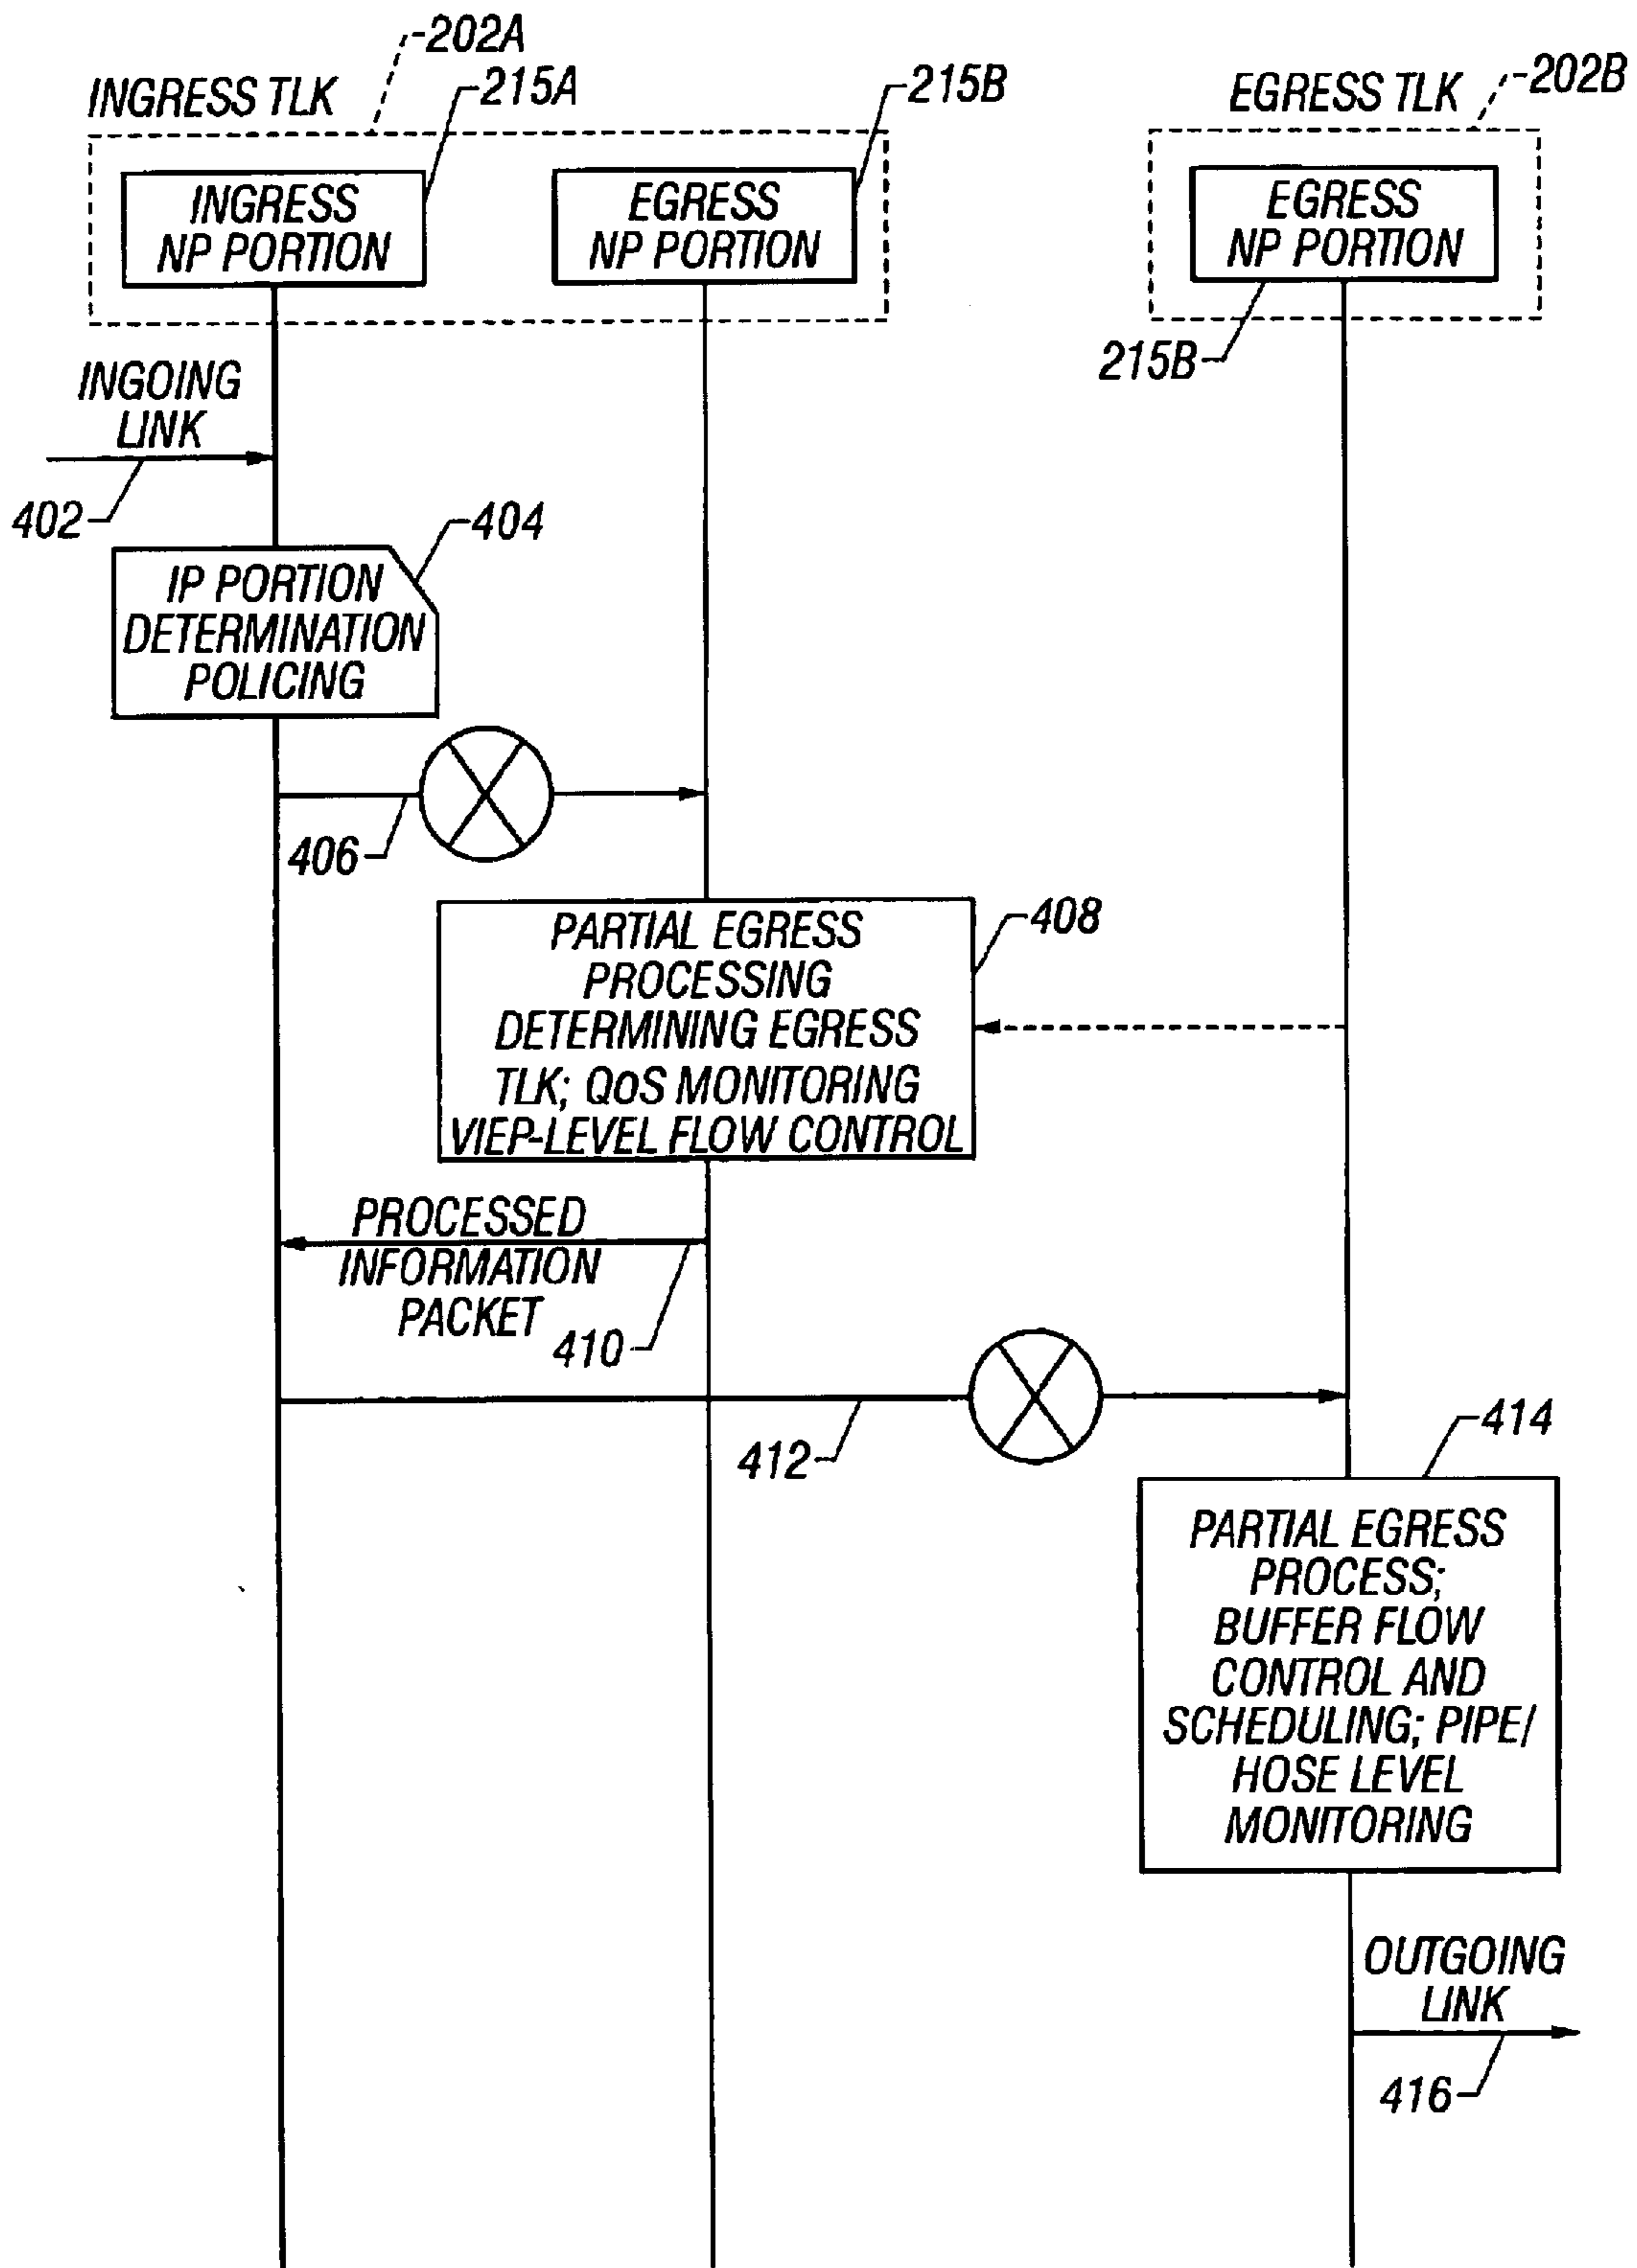 202A
INGRESS TLK
215A
215B
EGRESS TLK
202B
INGRESS
NP PORTION
EGRESS
NP PORTION
EGRESS
NP PORTION
215B
INGOING
LINK
402
404
IP PORTION
DETERMINATION
POLICING
406
PARTIAL EGRESS
PROCESSING
DETERMINING EGRESS
TLK; QoS MONITORING
VIEP-LEVEL FLOW CONTROL
408
PROCESSED
INFORMATION
PACKET
410
412
414
PARTIAL EGRESS
PROCESS;
BUFFER FLOW
CONTROL AND
SCHEDULING; PIPE/
HOSE LEVEL
MONITORING
OUTGOING
LINK
416